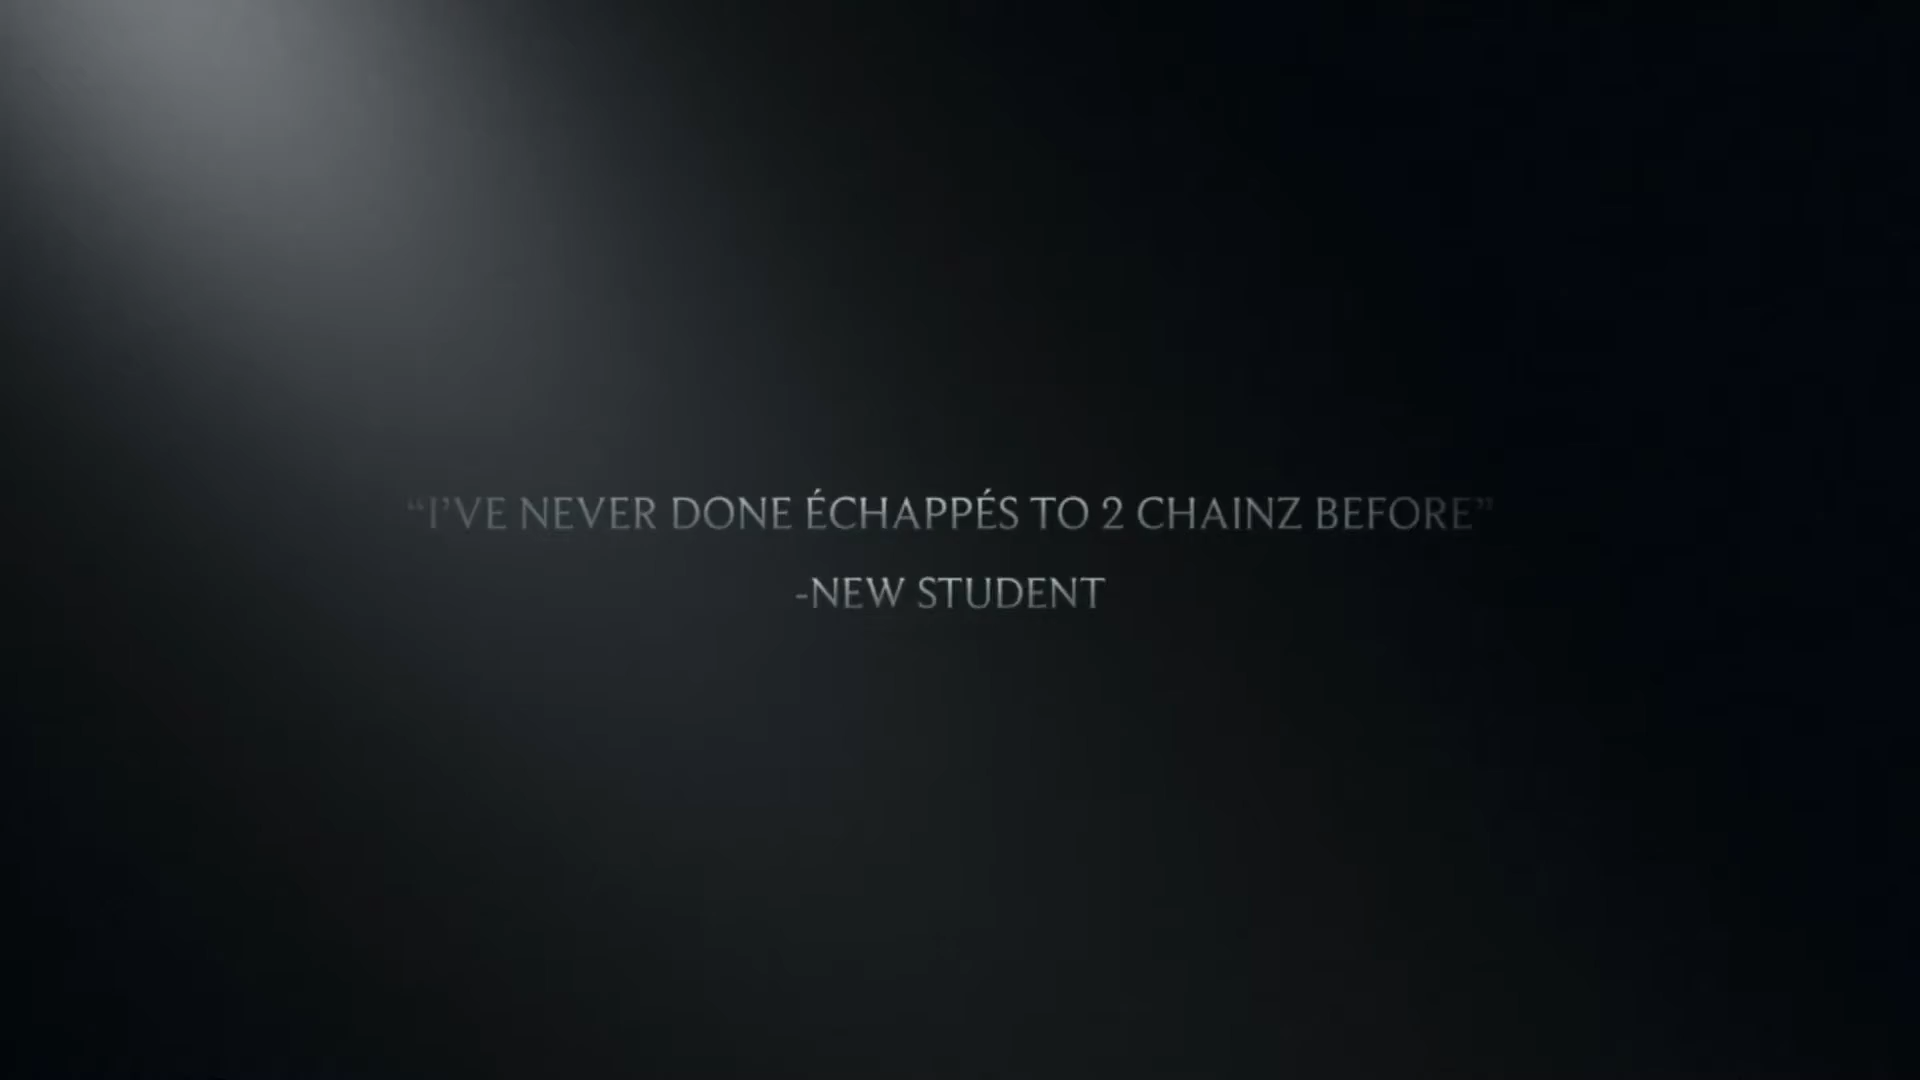 “I’VE NEVER DONE ÉCHAPPÉS TO 2 CHAINZ BEFORE”
-NEW STUDENT